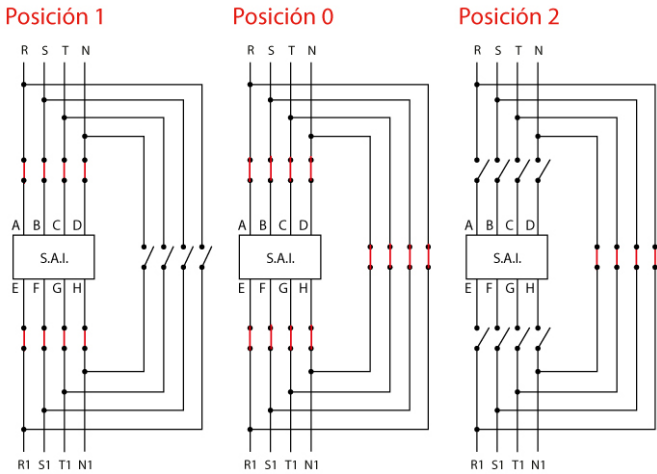 Posición 1
Posición 0
Posición 2
R S T N
R S T N
R S T N
A B C D
A B C D
A B C D
S.A.I.
S.A.I.
S.A.I.
E F G H
E F G H
E F G H
R1 S1 T1 N1
R1 S1 T1 N1
R1 S1 T1 N1